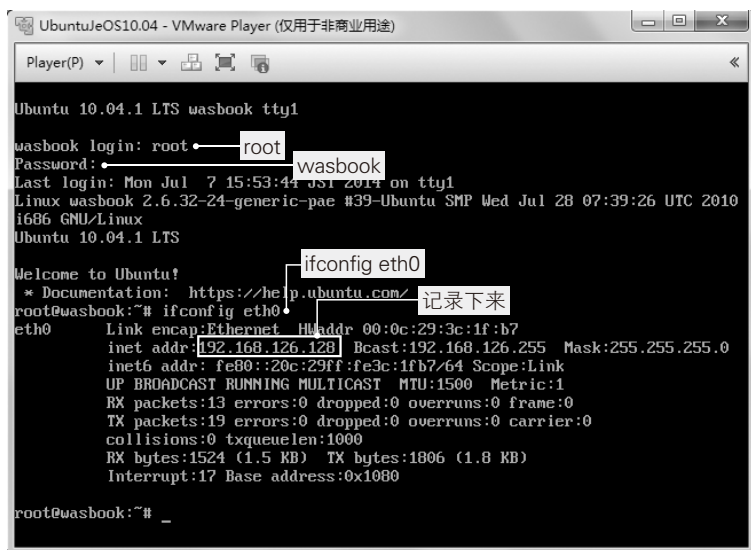 UbuntuJeOS10.04 - VMware Player (仅用于非商业用途)
Player(P)
Ubuntu 10.04.1 LTS wasbook tty1
wasbook login: root
root
Password:
wasbook
Last login: Mon Jul  7 15:53:44 JST 2014 on tty1
Linux wasbook 2.6.32-24-generic-pae #39-Ubuntu SMP Wed Jul 28 07:39:26 UTC 2010
i686 GNU/Linux
Ubuntu 10.04.1 LTS
Welcome to Ubuntu!
ifconfig eth0
* Documentation:  https://help.ubuntu.com/
记录下来
root@wasbook:~# ifconfig eth0
eth0      Link encap:Ethernet  HWaddr 00:0c:29:3c:1f:b7
inet addr:192.168.126.128  Bcast:192.168.126.255  Mask:255.255.255.0
inet6 addr: fe80::20c:29ff:fe3c:1fb7/64 Scope:Link
UP BROADCAST RUNNING MULTICAST  MTU:1500  Metric:1
RX packets:13 errors:0 dropped:0 overruns:0 frame:0
TX packets:19 errors:0 dropped:0 overruns:0 carrier:0
collisions:0 txqueuelen:1000
RX bytes:1524 (1.5 KB)  TX bytes:1806 (1.8 KB)
Interrupt:17 Base address:0x1080
root@wasbook:~# _